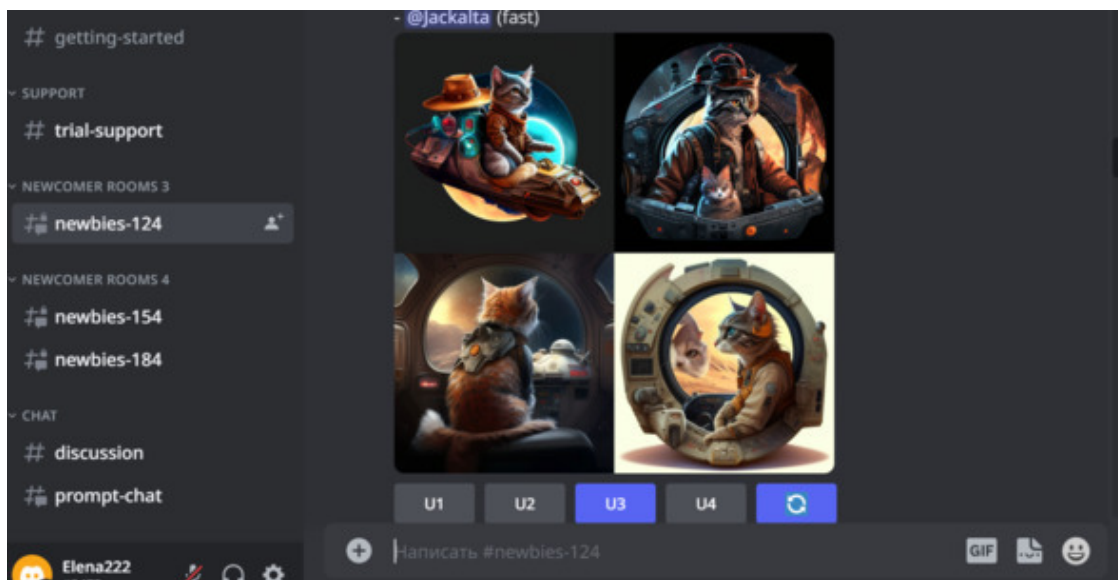 getting-started
SUPPORT
trial-support
NEWCOMER ROOMS 3
newbies-124
NEWCOMER ROOMS 4
newbies-154
newbies-184
CHAT
discussion
prompt-chat
Elena222
- @Jackalta (fast)
U1 U2 U3 U4
Написать #newbies-124
GIF